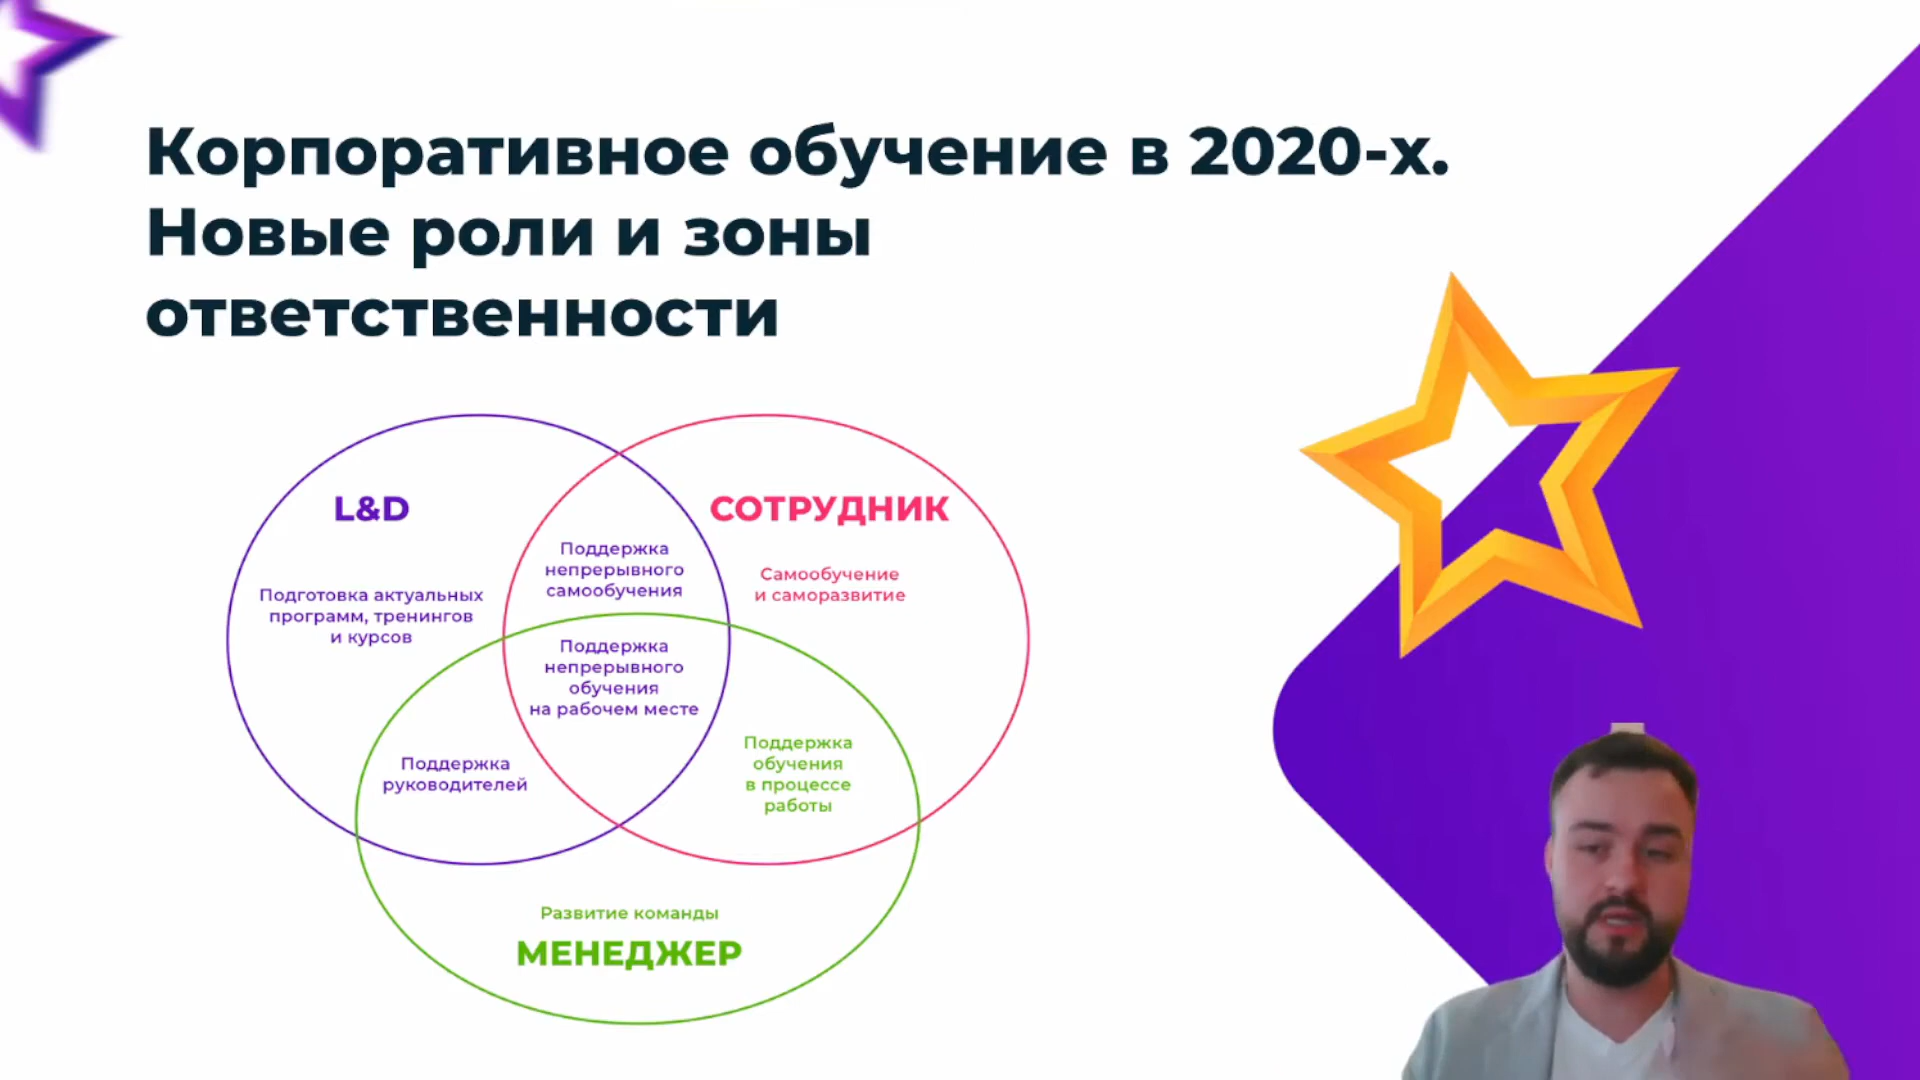 Корпоративное обучение в 2020-х.
Новые роли и зоны
ответственности
L&D
Подготовка актуальных
программ, тренингов
и курсов
Поддержка
непрерывного
самообучения
СОТРУДНИК
Самообучение
и саморазвитие
Поддержка
непрерывного
обучения
на рабочем месте
Поддержка
руководителей
Поддержка
обучения
в процессе
работы
Развитие команды
МЕНЕДЖЕР